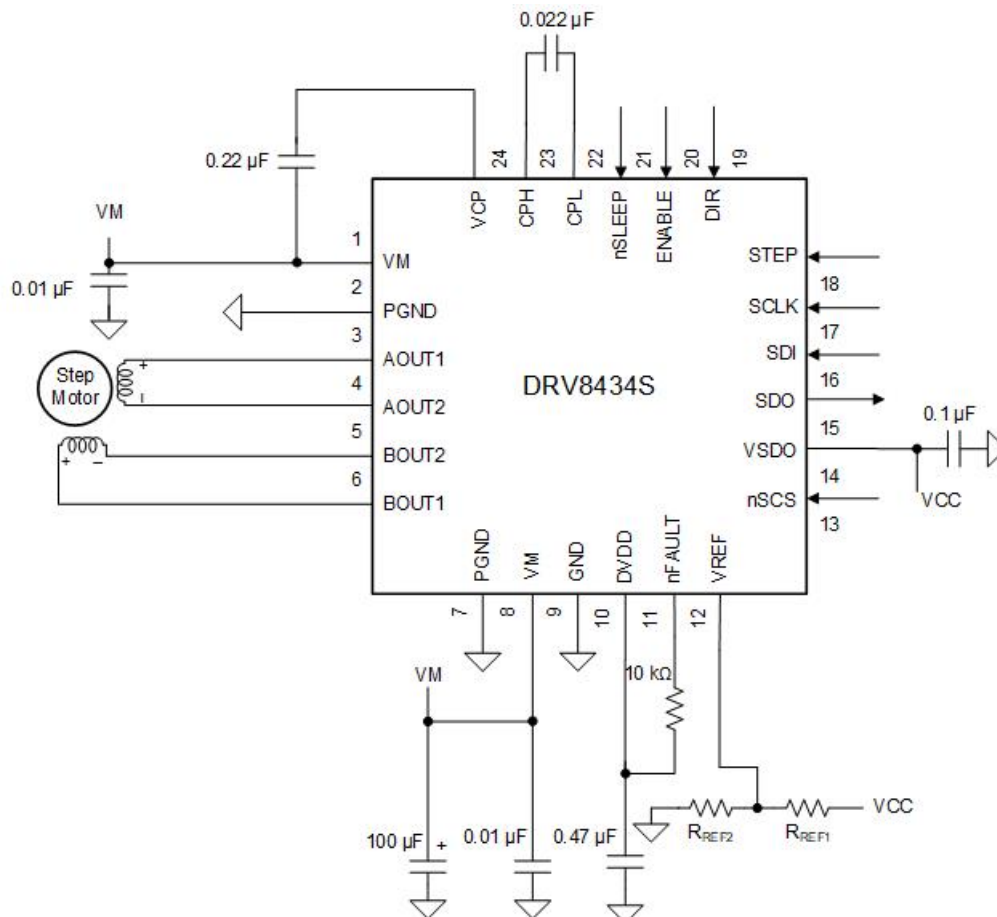 0.022 µF
0.22 µF
24
23
22
21
20
19
VCP
CPH
CPL
nSLEEP
ENABLE
DIR
VM
0.01 µF
1
VM
2
PGND
3
AOUT1
4
AOUT2
5
BOUT2
6
BOUT1
Step
Motor
+
–
+
–
DRV8434S
STEP
18
SCLK
17
SDI
16
SDO
15
VSDO
14
nSCS
13
0.1 µF
VCC
PGND
VM
GND
DVDD
nFAULT
VREF
7
8
9
10
11
12
VM
10 kΩ
100 µF
+
0.01 µF
0.47 µF
RREF2
RREF1
VCC